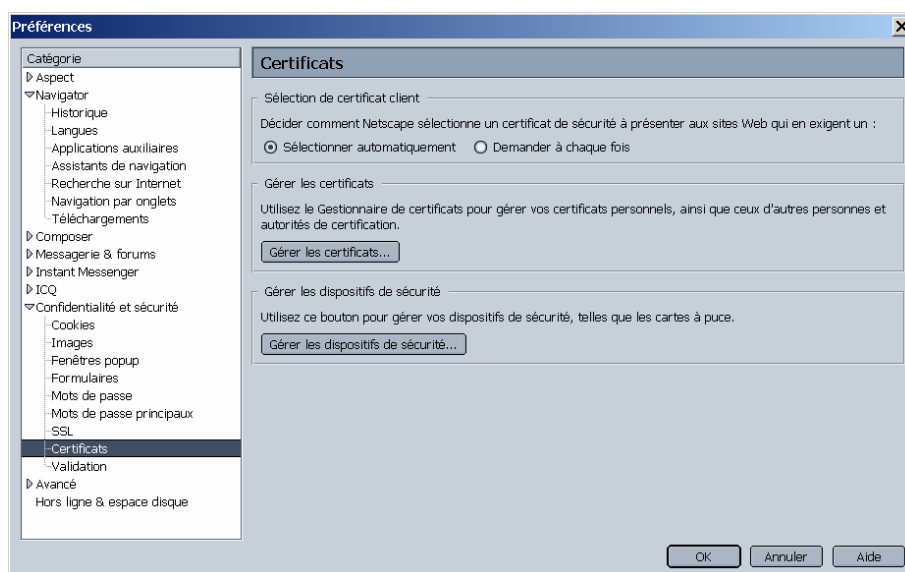 Préférences
Catégorie
Aspect
Navigator
Historique
Langues
Applications auxiliaires
Assistants de navigation
Recherche sur Internet
Navigation par onglets
Téléchargements
Composer
Messagerie & forums
Instant Messenger
ICQ
Confidentialité et sécurité
Cookies
Images
Fenêtres popup
Formulaires
Mots de passe
Mots de passe principaux
SSL
Certificats
Validation
Avancé
Hors ligne & espace disque
Certificats
Sélection de certificat client
Décider comment Netscape sélectionne un certificat de sécurité à présenter aux sites Web qui en exigent un :
Sélectionner automatiquement Demander à chaque fois
Gérer les certificats
Utilisez le Gestionnaire de certificats pour gérer vos certificats personnels, ainsi que ceux d'autres personnes et
autorités de certification.
Gérer les certificats...
Gérer les dispositifs de sécurité
Utilisez ce bouton pour gérer vos dispositifs de sécurité, telles que les cartes à puce.
Gérer les dispositifs de sécurité...
OK Annuler Aide